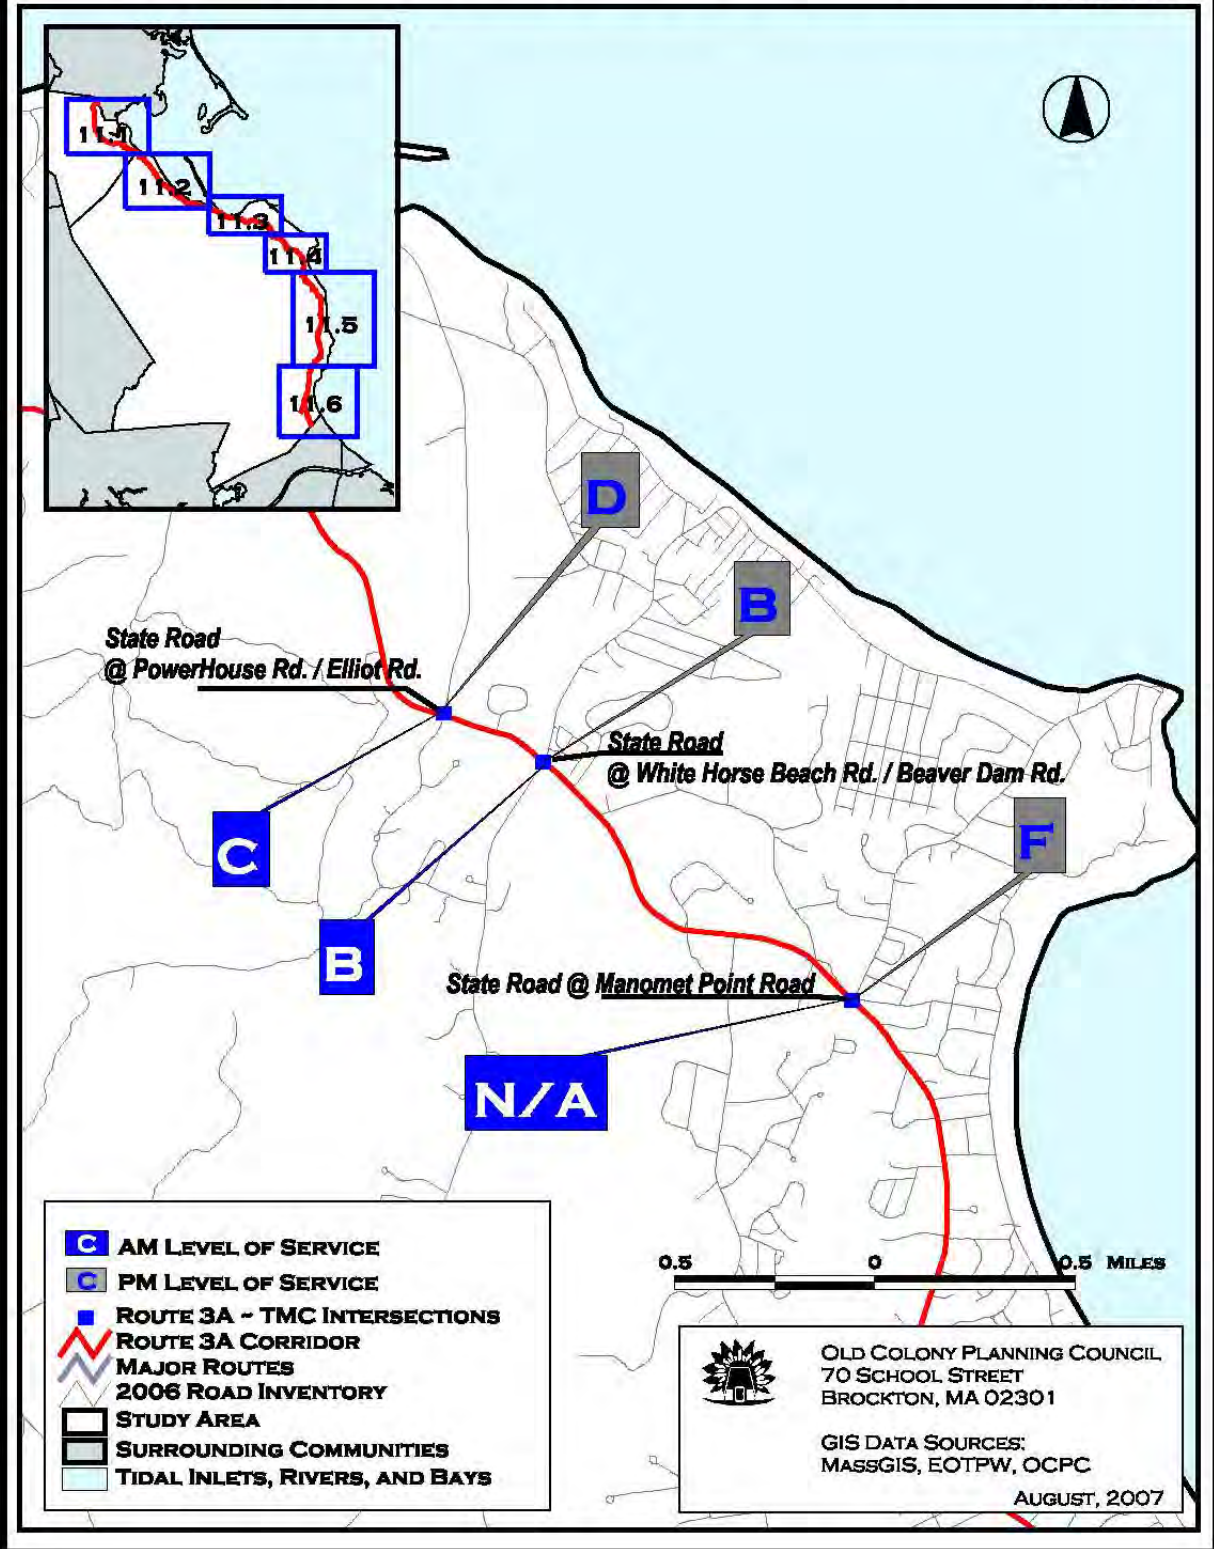 11.1
11.2
11.3
11.4
11.5
11.6
D
B
State Road
@ PowerHouse Rd. / Elliot Rd.
State Road
@ White Horse Beach Rd. / Beaver Dam Rd.
F
C
B
State Road @ Manomet Point Road
N/A
C AM LEVEL OF SERVICE
C PM LEVEL OF SERVICE
ROUTE 3A ~ TMC INTERSECTIONS
ROUTE 3A CORRIDOR
MAJOR ROUTES
2006 ROAD INVENTORY
STUDY AREA
SURROUNDING COMMUNITIES
TIDAL INLETS, RIVERS, AND BAYS
0.5 0 0.5 MILES
OLD COLONY PLANNING COUNCIL
70 SCHOOL STREET
BROCKTON, MA 02301
GIS DATA SOURCES:
MASSGIS, EOTPW, OCPC
AUGUST, 2007